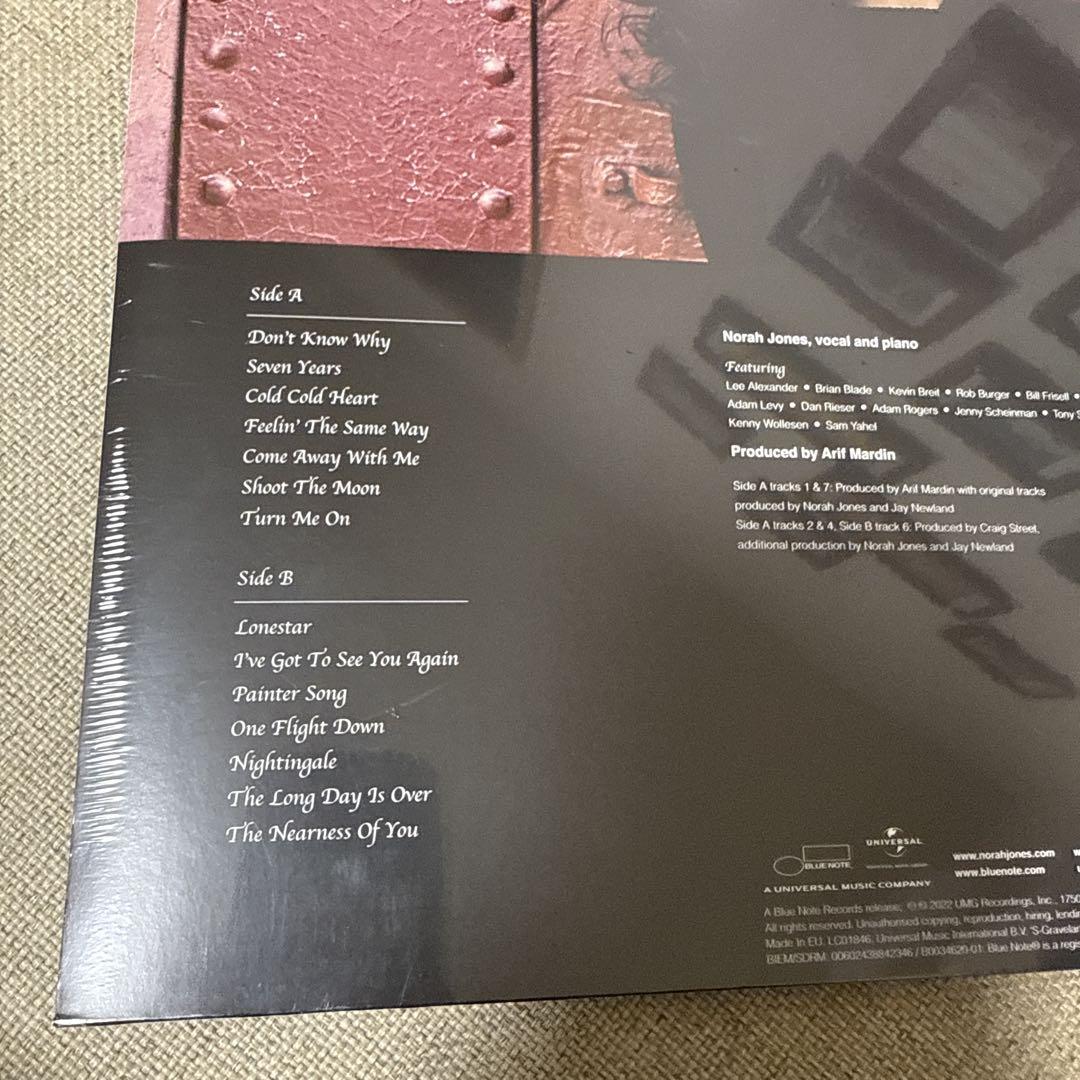 Side A
Don't Know Why
Seven Years
Cold Cold Heart
Feelin' The Same Way
Come Away With Me
Shoot The Moon
Turn Me On
Side B
Lonestar
I've Got To See You Again
Painter Song
One Flight Down
Nightingale
The Long Day Is Over
The Nearness Of You
Norah Jones, vocal and piano
Featuring
Lee Alexander • Brian Blade • Kevin Breit • Rob Burger • Bill Frisell •
Adam Levy • Dan Rieser • Adam Rogers • Jenny Scheinman • Tony S
Kenny Wollesen • Sam Yahel
Produced by Arif Mardin
Side A tracks 1 & 7: Produced by Arif Mardin with original tracks
produced by Norah Jones and Jay Newland
Side A tracks 2 & 4, Side B track 6: Produced by Craig Street,
additional production by Norah Jones and Jay Newland
BLUE NOTE
UNIVERSAL
A UNIVERSAL MUSIC COMPANY
www.norahjones.com
www.bluenote.com
A Blue Note Records release; ℗© 2022 UMG Recordings, Inc., 1750
All rights reserved. Unauthorised copying, reproduction, hiring, lendi
Made in EU. LC01846. Universal Music International B.V. 'S-Gravelan
BIEM/SDRM. 00602438842346 / B0034629-01. Blue Note® is a regis